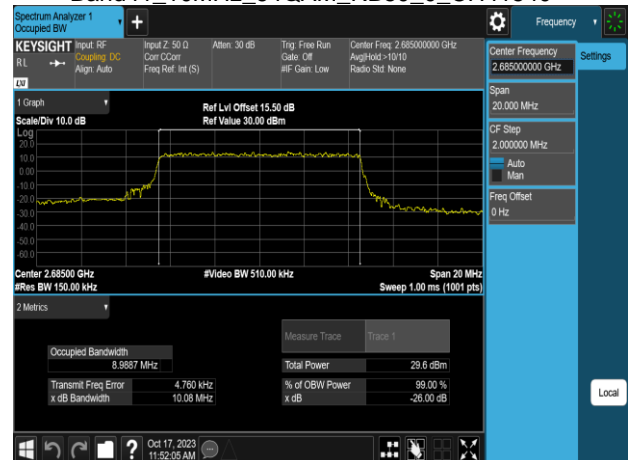 Spectrum Analyzer 1
Occupied BW
Frequency
KEYSIGHT
RL
Input: RF
Coupling: DC
Align: Auto
Input Z: 50 Ω
Corr CCorr
Freq Ref: Int (S)
Atten: 30 dB
Trig: Free Run
Gate: Off
#IF Gain: Low
Center Freq: 2.685000000 GHz
Avg|Hold:>10/10
Radio Std: None
LXI
Center Frequency
2.685000000 GHz
Settings
Span
20.000 MHz
CF Step
2.000000 MHz
Auto
Man
Freq Offset
0 Hz
1 Graph
Scale/Div 10.0 dB
Ref Lvl Offset 15.50 dB
Ref Value 30.00 dBm
Log
20.0
10.0
0.00
-10.0
-20.0
-30.0
-40.0
-50.0
-60.0
Center 2.68500 GHz
#Res BW 150.00 kHz
#Video BW 510.00 kHz
Span 20 MHz
Sweep 1.00 ms (1001 pts)
2 Metrics
Measure Trace
Trace 1
Occupied Bandwidth
8.9887 MHz
Total Power
29.6 dBm
Transmit Freq Error
4.760 kHz
% of OBW Power
99.00 %
x dB Bandwidth
10.08 MHz
x dB
-26.00 dB
Local
Oct 17, 2023
11:52:05 AM